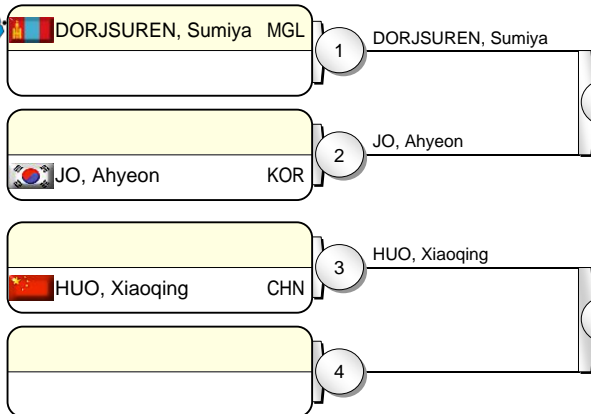 DORJSUREN, Sumiya MGL
1
DORJSUREN, Sumiya
2
JO, Ahyeon
JO, Ahyeon KOR
3
HUO, Xiaoqing
HUO, Xiaoqing CHN
4